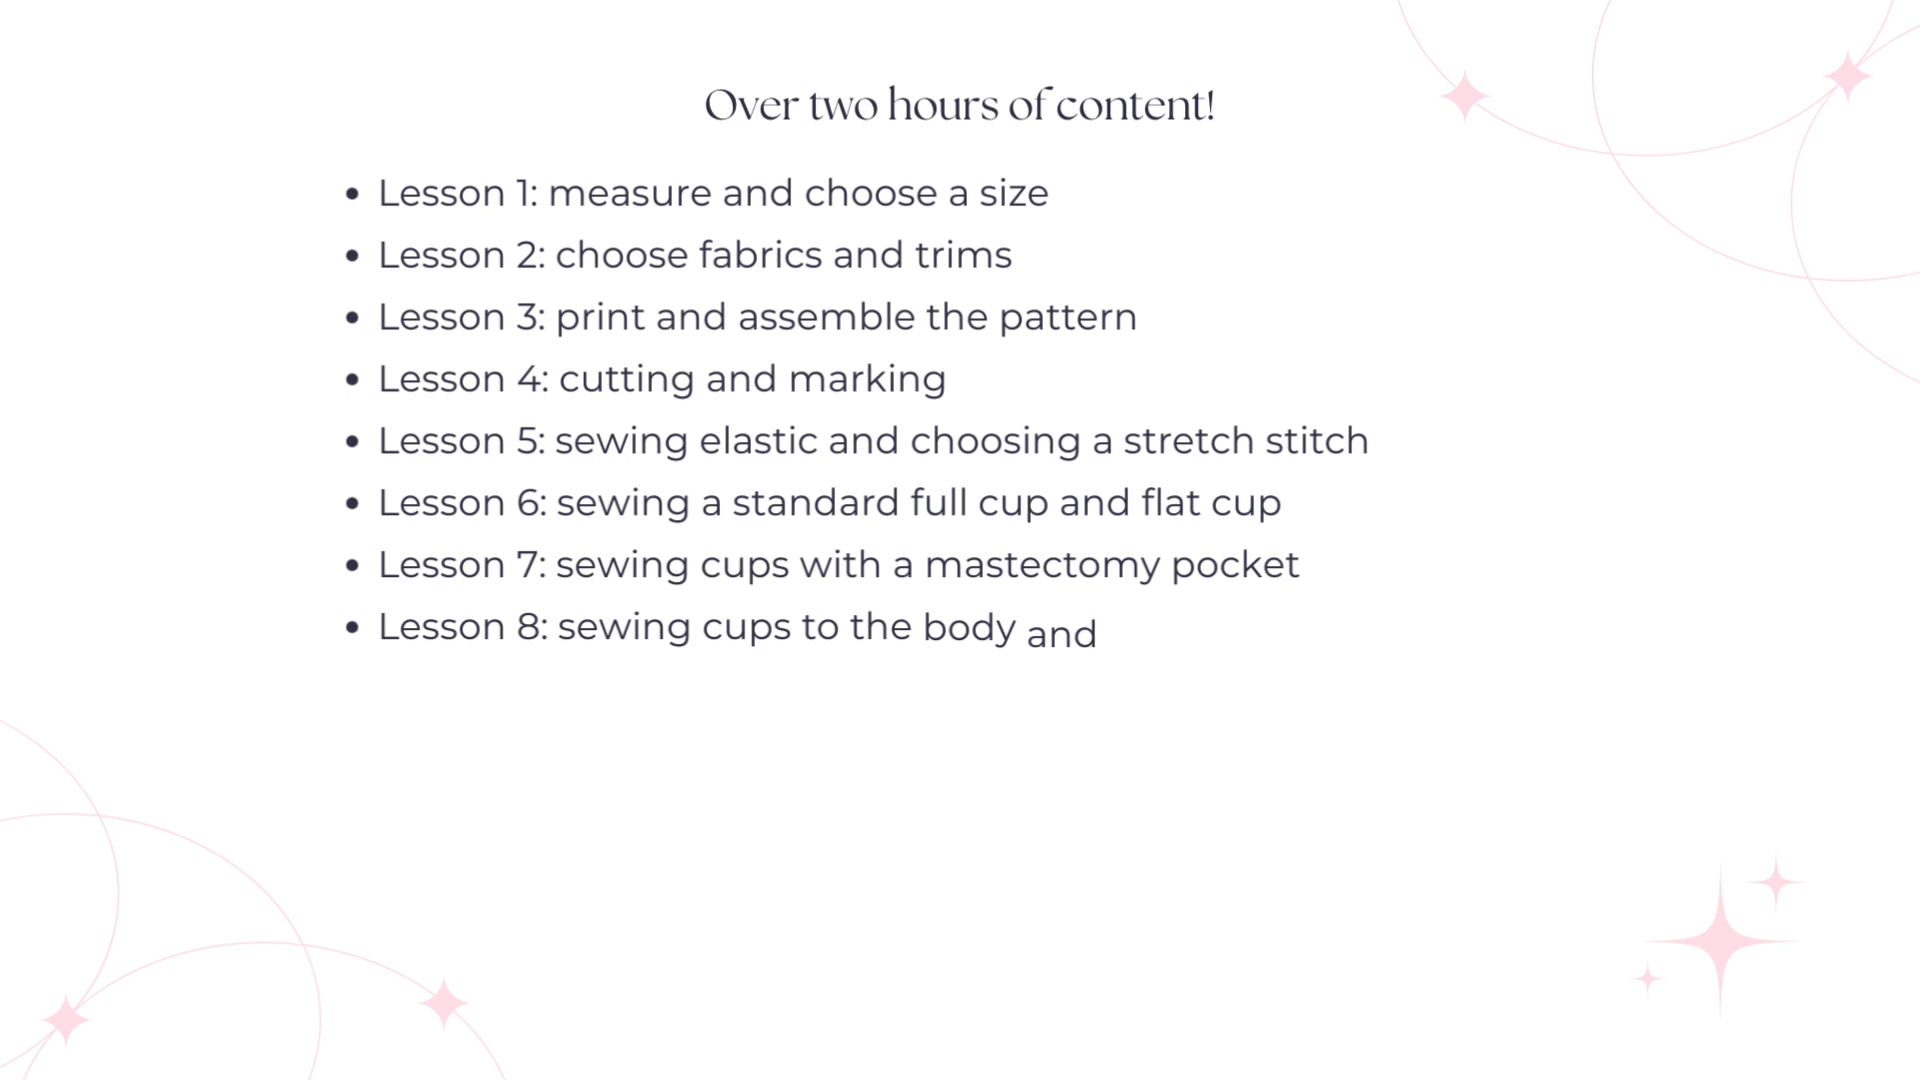 Over two hours of content!
• Lesson 1: measure and choose a size
• Lesson 2: choose fabrics and trims
• Lesson 3: print and assemble the pattern
• Lesson 4: cutting and marking
• Lesson 5: sewing elastic and choosing a stretch stitch
• Lesson 6: sewing a standard full cup and flat cup
• Lesson 7: sewing cups with a mastectomy pocket
• Lesson 8: sewing cups to the body and